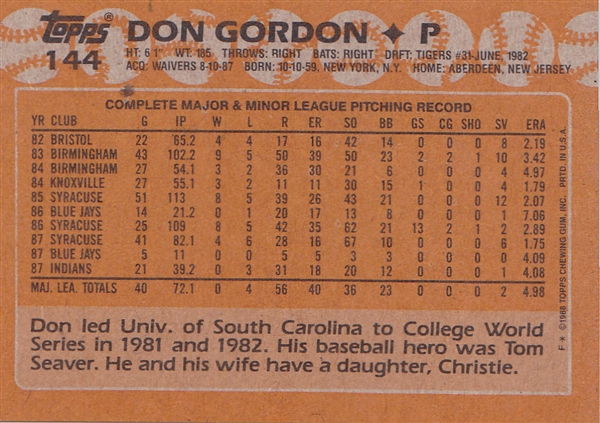 topps® DON GORDON ✦ P
144 HT: 6'1" WT: 185 THROWS: RIGHT BATS: RIGHT DRFT: TIGERS #31-JUNE, 1982
ACQ: WAIVERS 8-10-87 BORN: 10-10-59, NEW YORK, N.Y. HOME: ABERDEEN, NEW JERSEY
COMPLETE MAJOR & MINOR LEAGUE PITCHING RECORD
YR CLUB G IP W L R ER SO BB GS CG SHO SV ERA
82 BRISTOL 22 65.2 4 4 17 16 42 14 0 0 0 8 2.19
83 BIRMINGHAM 43 102.2 9 5 50 39 50 23 2 2 1 10 3.42
84 BIRMINGHAM 27 54.1 3 2 36 30 21 6 0 0 0 4 4.97
84 KNOXVILLE 27 55.1 3 2 11 11 30 15 1 0 0 4 1.79
85 SYRACUSE 51 113 8 5 39 26 43 21 0 0 0 12 2.07
86 BLUE JAYS 14 21.2 0 1 20 17 13 8 0 0 0 1 7.06
86 SYRACUSE 25 109 8 5 42 35 62 21 13 2 1 2 2.89
87 SYRACUSE 41 82.1 4 6 28 16 67 10 0 0 0 6 1.75
87 BLUE JAYS 5 11 0 0 5 5 3 3 0 0 0 0 4.09
87 INDIANS 21 39.2 0 3 31 18 20 12 0 0 0 1 4.08
MAJ. LEA. TOTALS 40 72.1 0 4 56 40 36 23 0 0 0 2 4.98
Don led Univ. of South Carolina to College World
Series in 1981 and 1982. His baseball hero was Tom
Seaver. He and his wife have a daughter, Christie.
F* ©1988 TOPPS CHEWING GUM, INC. PRTD. IN U.S.A.